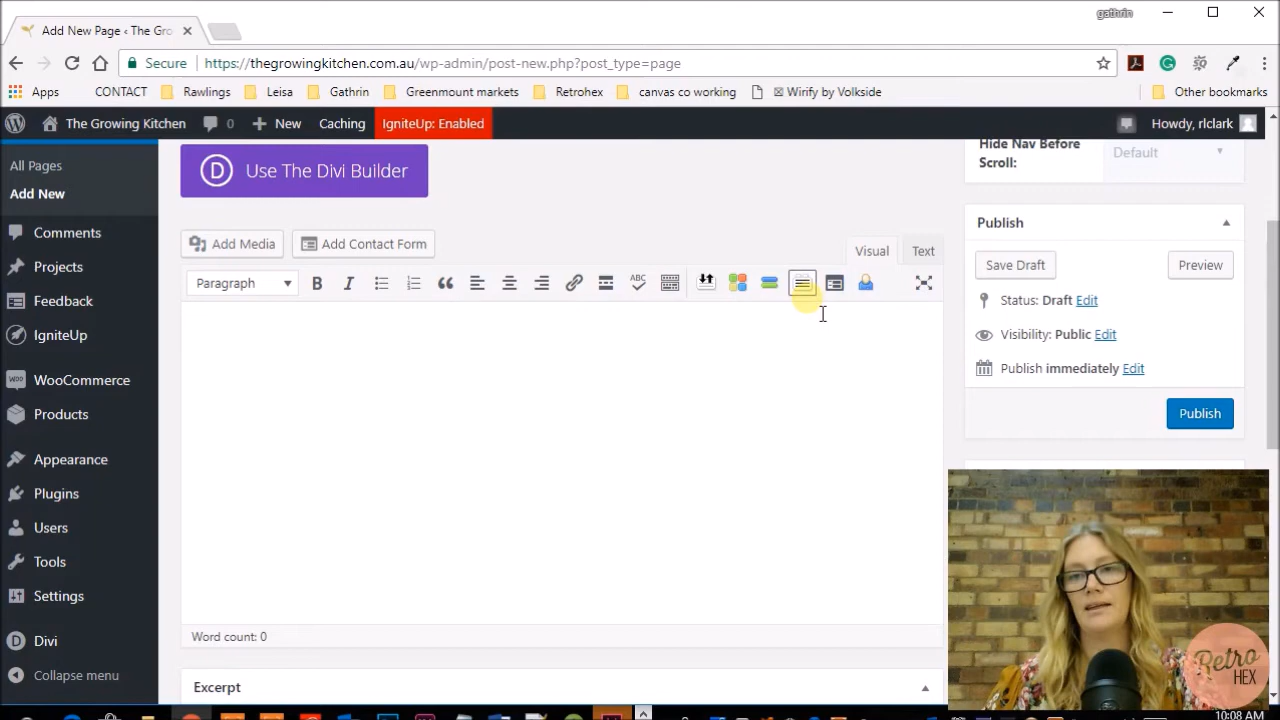 gathrin
Add New Page ‹ The Gro
Secure https://thegrowingkitchen.com.au/wp-admin/post-new.php?post_type=page
Apps CONTACT Rawlings Leisa Gathrin Greenmount markets Retrohex canvas co working ☒ Wirify by Volkside Other bookmarks
The Growing Kitchen 0 + New Caching IgniteUp: Enabled Howdy, rlclark
All Pages
Add New
Comments
Projects
Feedback
IgniteUp
WooCommerce
Products
Appearance
Plugins
Users
Tools
Settings
Divi
Collapse menu
D Use The Divi Builder
Add Media Add Contact Form
Visual Text
Paragraph B ABC
Word count: 0
Excerpt
Hide Nav Before
Scroll:
Default
Publish
Save Draft Preview
Status: Draft Edit
Visibility: Public Edit
Publish immediately Edit
Publish
Retro
HEX
10:08 AM